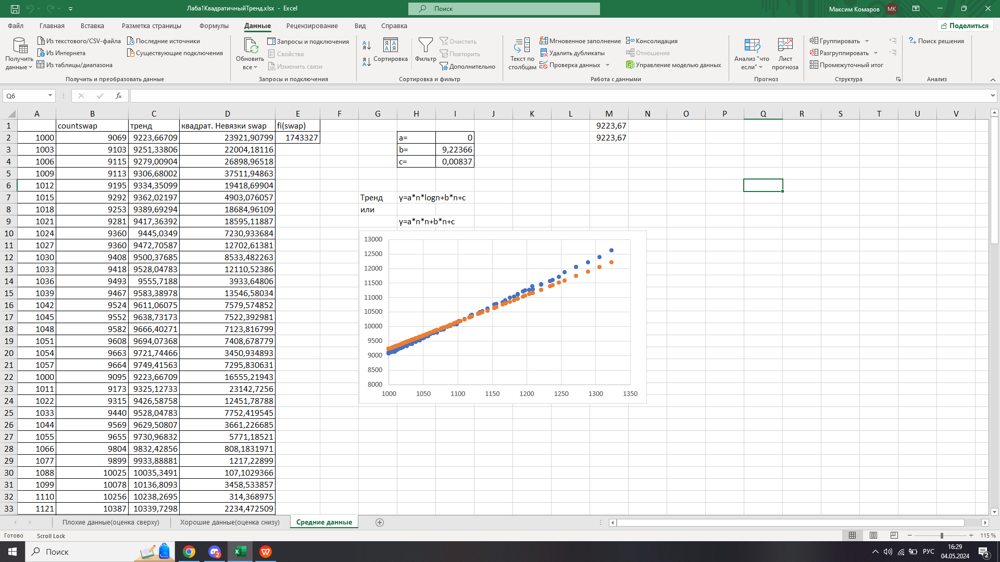 Лаба1КвадратичныйТренд.xlsx - Excel
Поиск
Максим Комаров
МК
Файл Главная Вставка Разметка страницы Формулы Данные Рецензирование Вид Справка
Поделиться
Получить данные
Из текстового/CSV-файла
Из Интернета
Из таблицы/диапазона
Последние источники
Существующие подключения
Получить и преобразовать данные
Обновить все
Запросы и подключения
Свойства
Изменить связи
Запросы и подключения
Сортировка
Фильтр
Очистить
Повторить
Дополнительно
Сортировка и фильтр
Текст по столбцам
Мгновенное заполнение
Удалить дубликаты
Проверка данных
Консолидация
Отношения
Управление моделью данных
Работа с данными
Анализ "что если"
Лист прогноза
Прогноз
Группировать
Разгруппировать
Промежуточный итог
Структура
Поиск решения
Анализ
Q6
fx
A B C D E F G H I J K L M N O P Q R S T U V
1 countswap тренд квадрат. Невязки swap fi(swap) 9223,67
2 1000 9069 9223,66709 23921,90799 1743327 a= 0 9223,67
3 1003 9103 9251,33806 22004,18116 b= 9,22366
4 1006 9115 9279,00904 26898,96518 c= 0,00837
5 1009 9113 9306,68002 37511,94863
6 1012 9195 9334,35099 19418,69904
7 1015 9292 9362,02197 4903,076057 Тренд y=a*n*logn+b*n+c
8 1018 9253 9389,69294 18684,96109 или
9 1021 9281 9417,36392 18595,11887 y=a*n*n+b*n+c
10 1024 9360 9445,0349 7230,933684
11 1027 9360 9472,70587 12702,61381
12 1030 9408 9500,37685 8533,482263
13 1033 9418 9528,04783 12110,52386
14 1036 9493 9555,7188 3933,64806
15 1039 9467 9583,38978 13546,58034
16 1042 9524 9611,06075 7579,574852
17 1045 9552 9638,73173 7522,392981
18 1048 9582 9666,40271 7123,816799
19 1051 9608 9694,07368 7408,678779
20 1054 9663 9721,74466 3450,934893
21 1057 9664 9749,41563 7295,830631
22 1000 9095 9223,66709 16555,21943
23 1011 9173 9325,12733 23142,7256
24 1022 9315 9426,58758 12451,78788
25 1033 9440 9528,04783 7752,419545
26 1044 9569 9629,50807 3661,226685
27 1055 9655 9730,96832 5771,18521
28 1066 9804 9832,42856 808,1831971
29 1077 9899 9933,88881 1217,22899
30 1088 10025 10035,3491 107,1029366
31 1099 10078 10136,8093 3458,533857
32 1110 10256 10238,2695 314,368975
33 1121 10387 10339,7298 2234,472509
13000
12500
12000
11500
11000
10500
10000
9500
9000
8500
8000
1000 1050 1100 1150 1200 1250 1300 1350
Плохие данные(оценка сверху) Хорошие данные(оценка снизу) Средние данные
Готово Scroll Lock
115 %
Поиск
2
РУС
16:29
04.05.2024
2